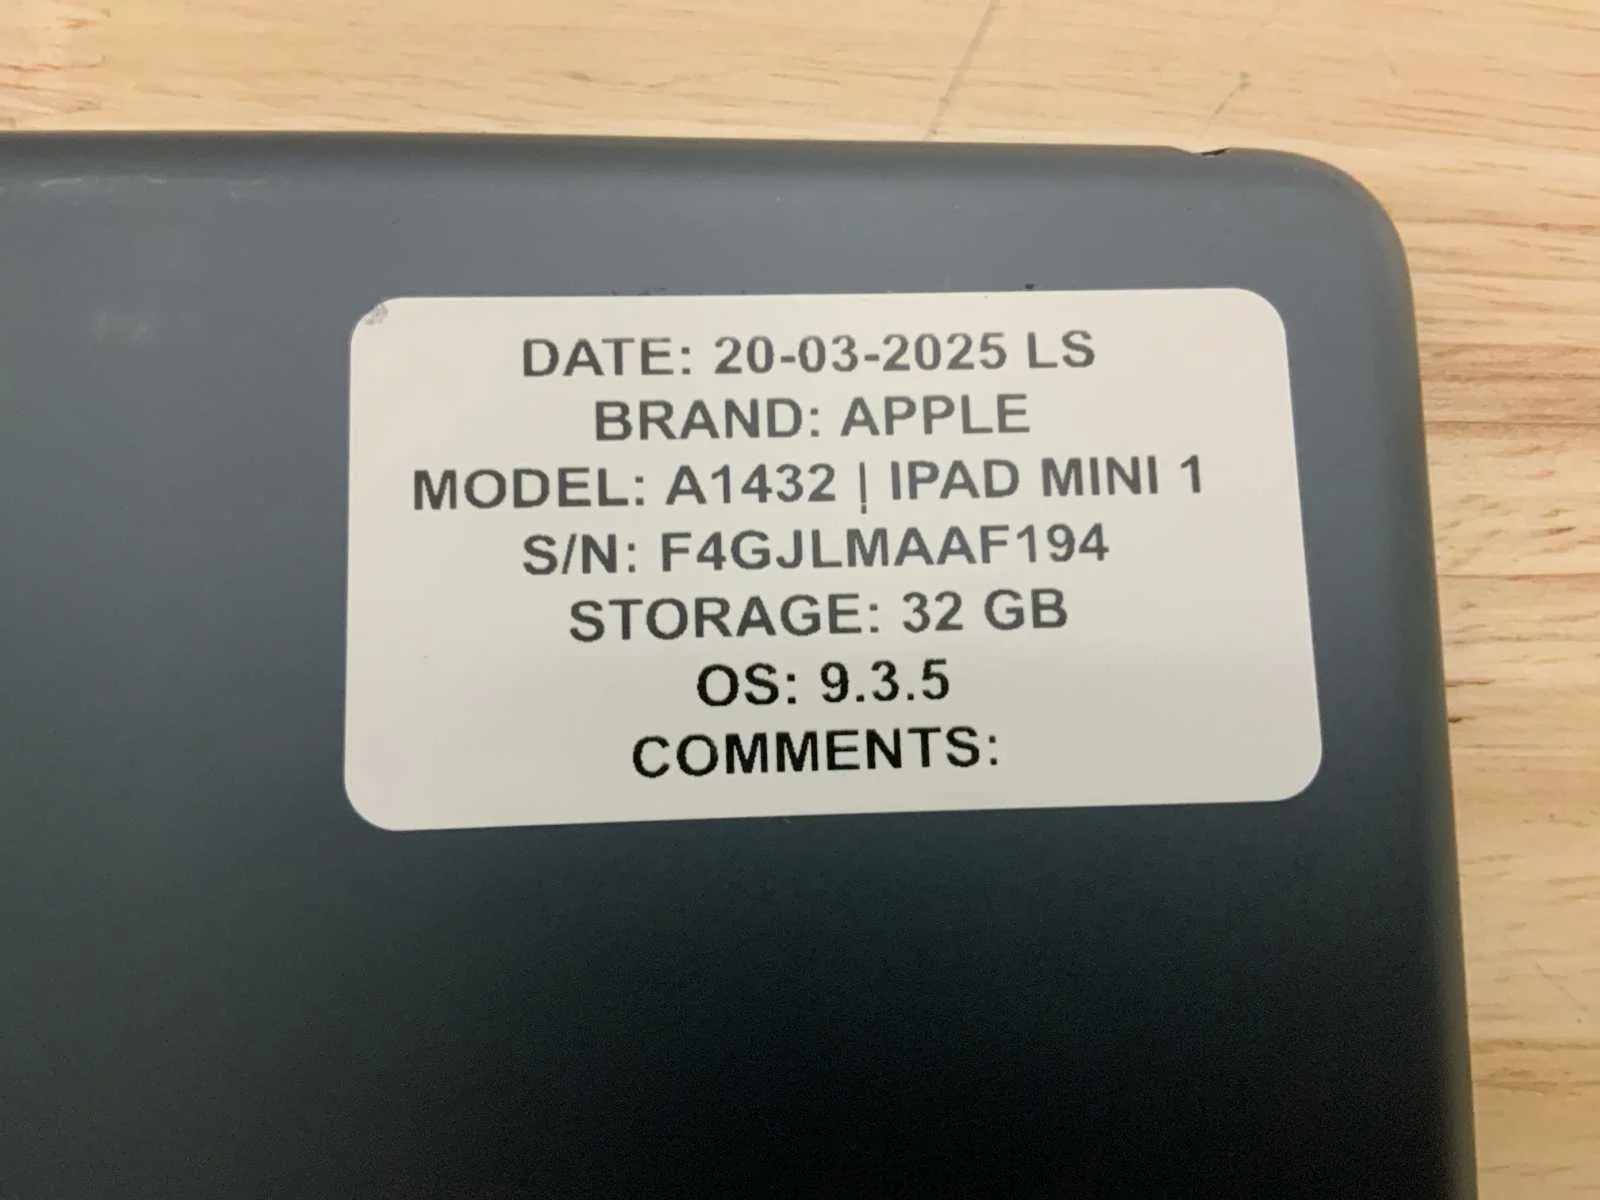 DATE: 20-03-2025 LS
BRAND: APPLE
MODEL: A1432 | IPAD MINI 1
S/N: F4GJLMAAF194
STORAGE: 32 GB
OS: 9.3.5
COMMENTS: